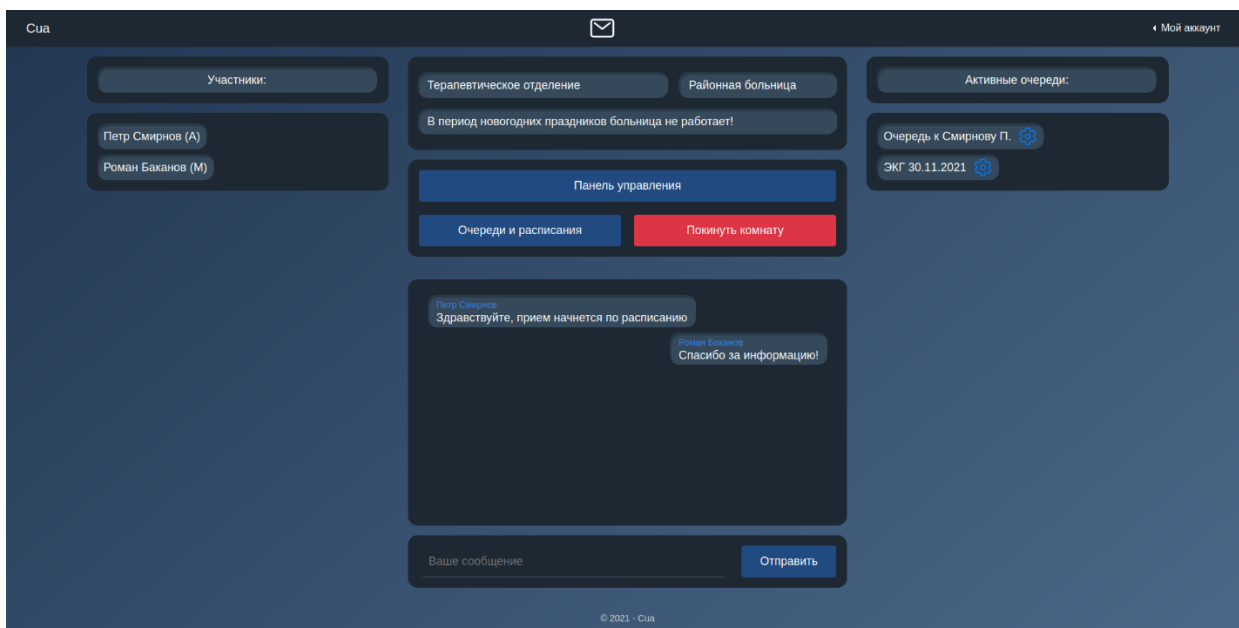 Cua
Мой аккаунт
Участники:
Петр Смирнов (А)
Роман Баканов (М)
Терапевтическое отделение
Районная больница
В период новогодних праздников больница не работает!
Панель управления
Очереди и расписания
Покинуть комнату
Петр Смирнов
Здравствуйте, прием начнется по расписанию
Роман Баканов
Спасибо за информацию!
Ваше сообщение
Отправить
Активные очереди:
Очередь к Смирнову П.
ЭКГ 30.11.2021
© 2021 - Cua